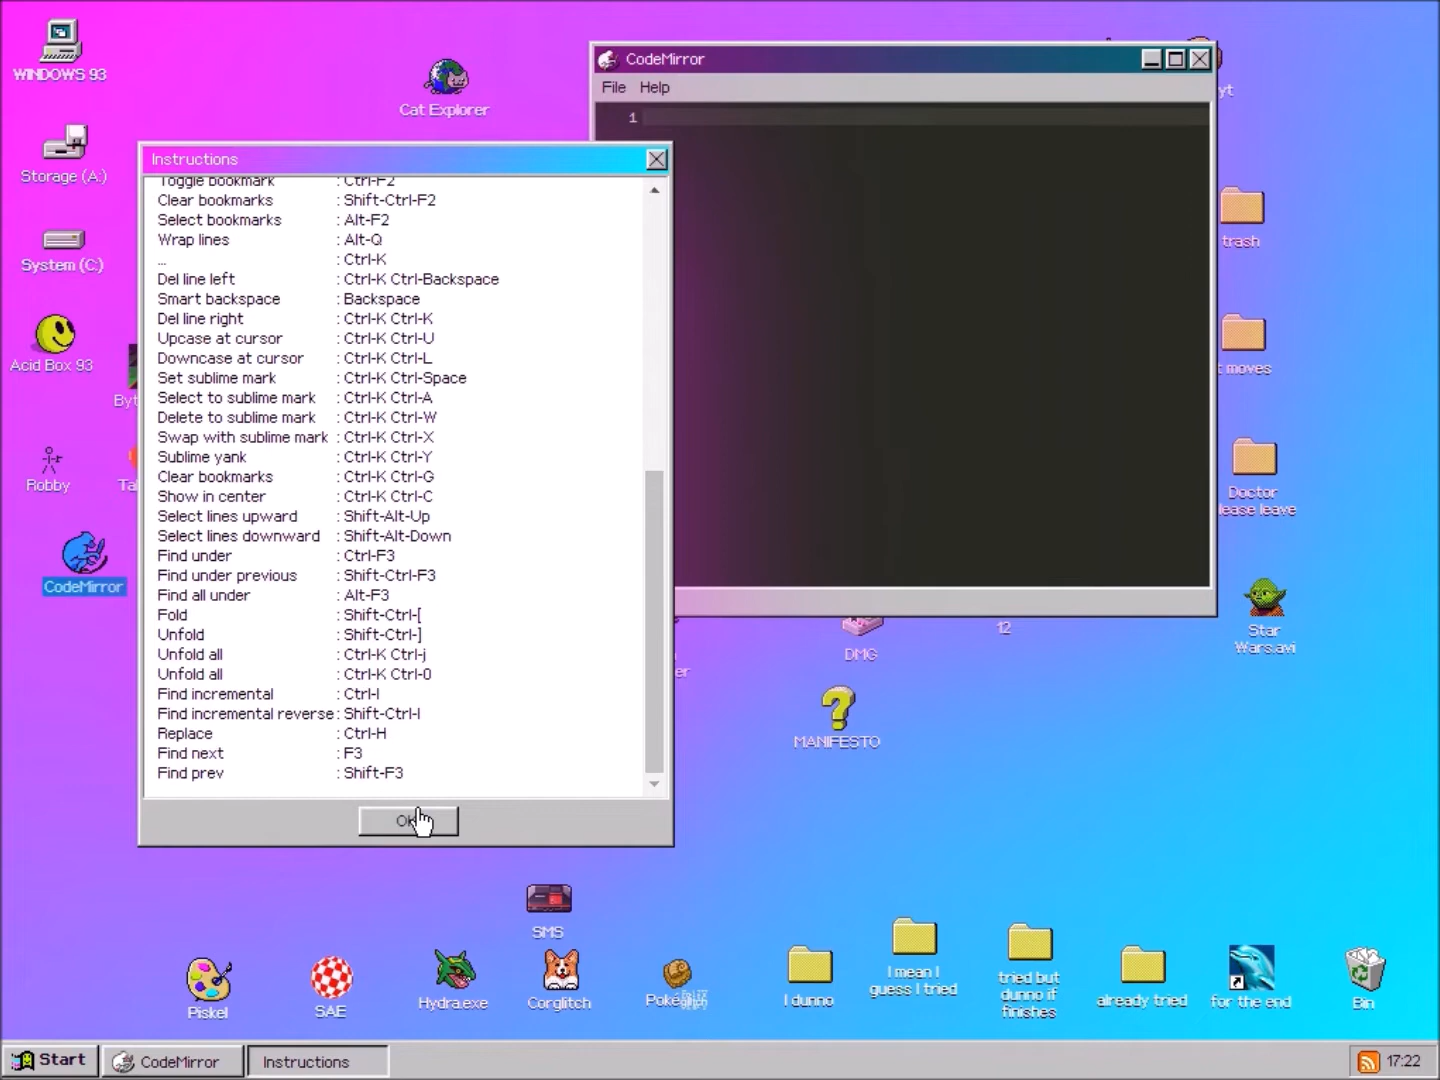 WINDOWS 93
Storage (A:)
System (C:)
Acid Box 93
Robby
CodeMirror
Cat Explorer
CodeMirror
File Help
1
Instructions
Toggle bookmark : Ctrl-F2
Clear bookmarks : Shift-Ctrl-F2
Select bookmarks : Alt-F2
Wrap lines : Alt-Q
... : Ctrl-K
Del line left : Ctrl-K Ctrl-Backspace
Smart backspace : Backspace
Del line right : Ctrl-K Ctrl-K
Upcase at cursor : Ctrl-K Ctrl-U
Downcase at cursor : Ctrl-K Ctrl-L
Set sublime mark : Ctrl-K Ctrl-Space
Select to sublime mark : Ctrl-K Ctrl-A
Delete to sublime mark : Ctrl-K Ctrl-W
Swap with sublime mark : Ctrl-K Ctrl-X
Sublime yank : Ctrl-K Ctrl-Y
Clear bookmarks : Ctrl-K Ctrl-G
Show in center : Ctrl-K Ctrl-C
Select lines upward : Shift-Alt-Up
Select lines downward : Shift-Alt-Down
Find under : Ctrl-F3
Find under previous : Shift-Ctrl-F3
Find all under : Alt-F3
Fold : Shift-Ctrl-[
Unfold : Shift-Ctrl-]
Unfold all : Ctrl-K Ctrl-j
Unfold all : Ctrl-K Ctrl-0
Find incremental : Ctrl-I
Find incremental reverse : Shift-Ctrl-I
Replace : Ctrl-H
Find next : F3
Find prev : Shift-F3
trash
moves
Doctor
lease leave
Star
Wars.avi
12
DMG
MANIFESTO
SMS
Piskel
SAE
Hydra.exe
Corglitch
I dunno
I mean I
guess I tried
tried but
dunno if
finishes
already tried
for the end
Bin
Start
CodeMirror
Instructions
17:22